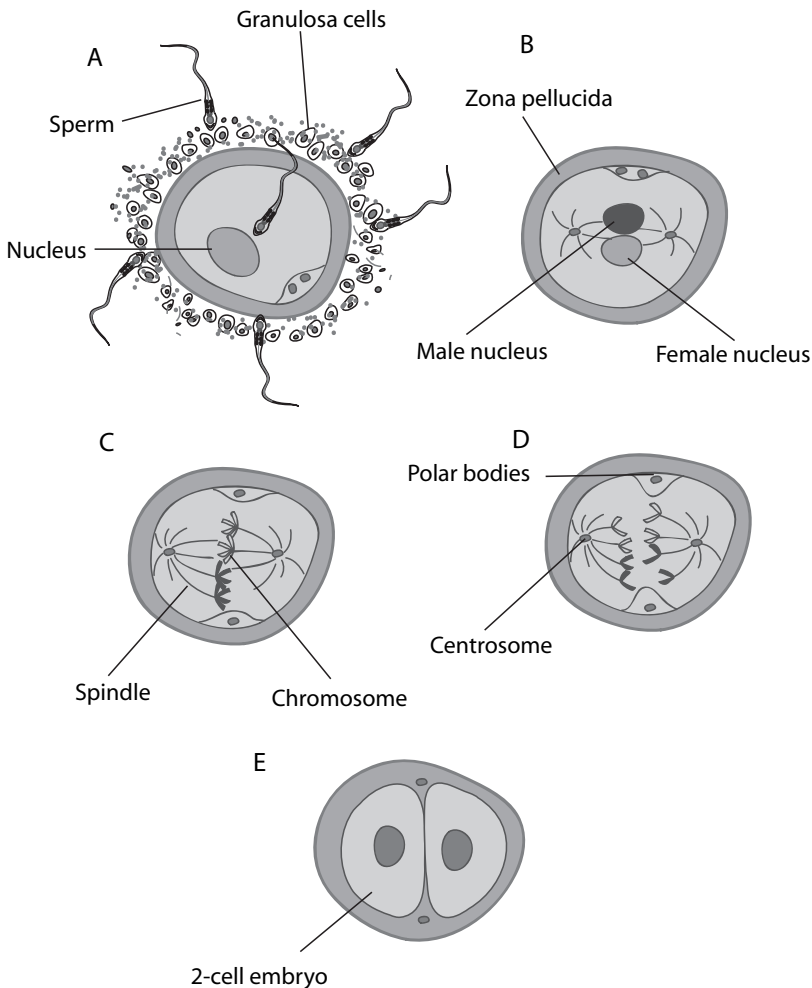 Granulosa cells
A
B
Zona pellucida
Sperm
Nucleus
Male nucleus
Female nucleus
C
D
Polar bodies
Centrosome
Spindle
Chromosome
E
2-cell embryo